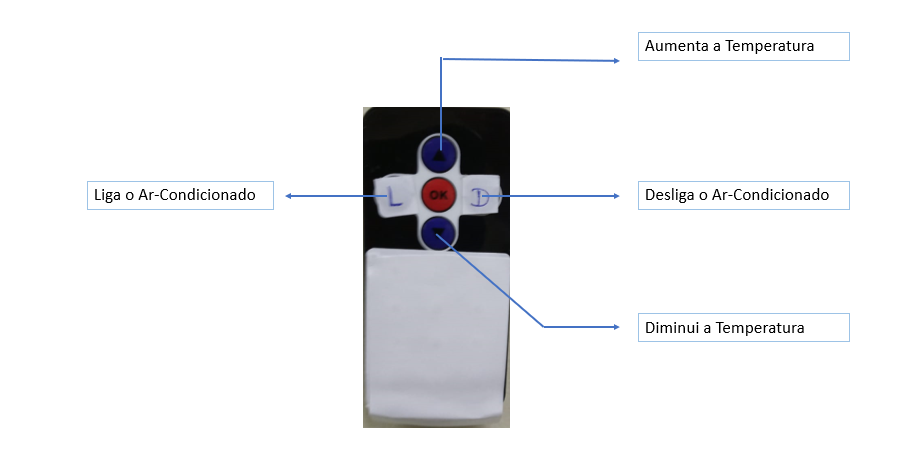 Aumenta a Temperatura
Liga o Ar-Condicionado
L
OK
D
Desliga o Ar-Condicionado
Diminui a Temperatura